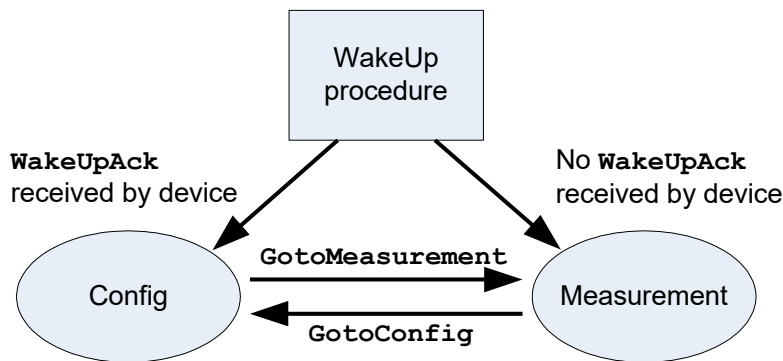 WakeUp
procedure
WakeUpAck
received by device
No WakeUpAck
received by device
GotoMeasurement
Config
Measurement
GotoConfig